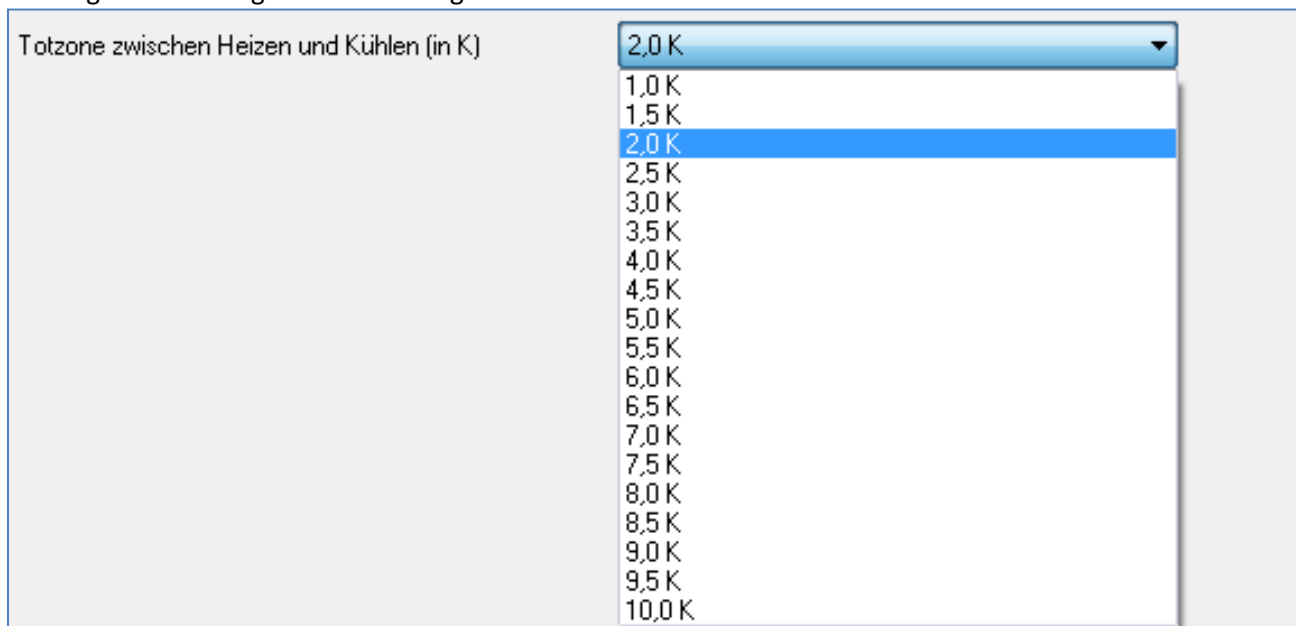 Totzone zwischen Heizen und Kühlen (in K) 2,0 K
1,0 K
1,5 K
2,0 K
2,5 K
3,0 K
3,5 K
4,0 K
4,5 K
5,0 K
5,5 K
6,0 K
6,5 K
7,0 K
7,5 K
8,0 K
8,5 K
9,0 K
9,5 K
10,0 K